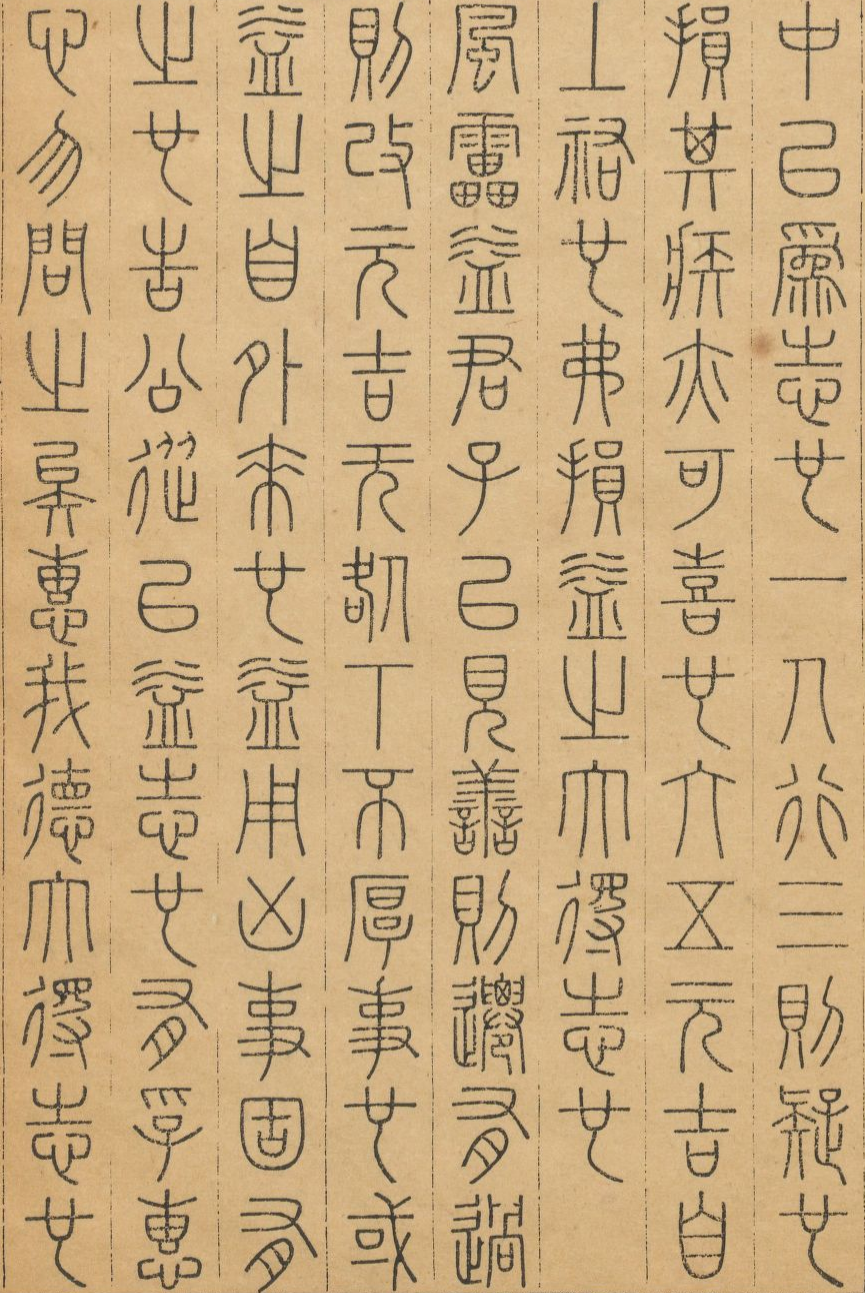 中以爲志也一人行三則疑也
損其疾亦可喜也六五元吉自
上祐也弗損益之大得志也
風雷益君子以見善則遷有過
則改元吉无咎下不厚事也或
益之自外來也益用凶事固有
之也告公從以益志也有孚惠
心勿問之矣惠我德大得志也